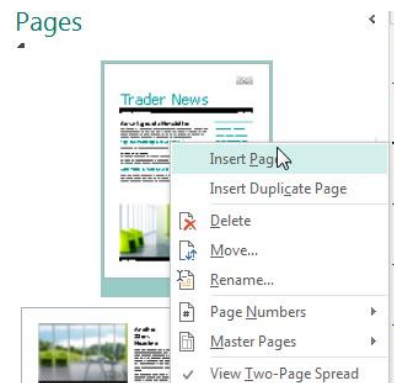 Pages
Trader News
Insert Page
Insert Duplicate Page
Delete
Move...
Rename...
Page Numbers
Master Pages
View Two-Page Spread